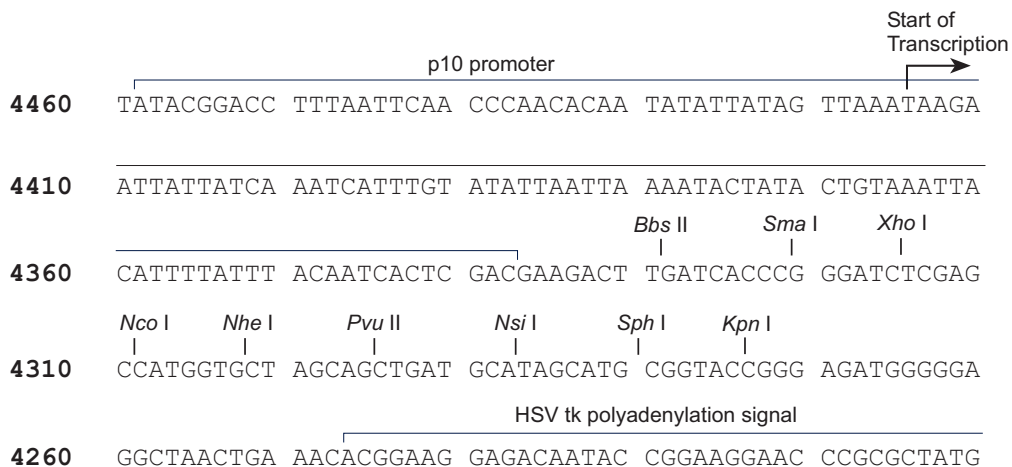 Start of
Transcription
p10 promoter
4460 TATACGGACC TTTAATTCAA CCCAACACAA TATATTATAG TTAAATAAGA
4410 ATTATTATCA AATCATTTGT ATATTAATTA AAATACTATA CTGTAAATTA
Bbs II Sma I Xho I
4360 CATTTTATTT ACAATCACTC GACGAAGACT TGATCACCCG GGATCTCGAG
Nco I Nhe I Pvu II Nsi I Sph I Kpn I
4310 CCATGGTGCT AGCAGCTGAT GCATAGCATG CGGTACCGGG AGATGGGGGA
HSV tk polyadenylation signal
4260 GGCTAACTGA AACACGGAAG GAGACAATAC CGGAAGGAAC CCGCGCTATG